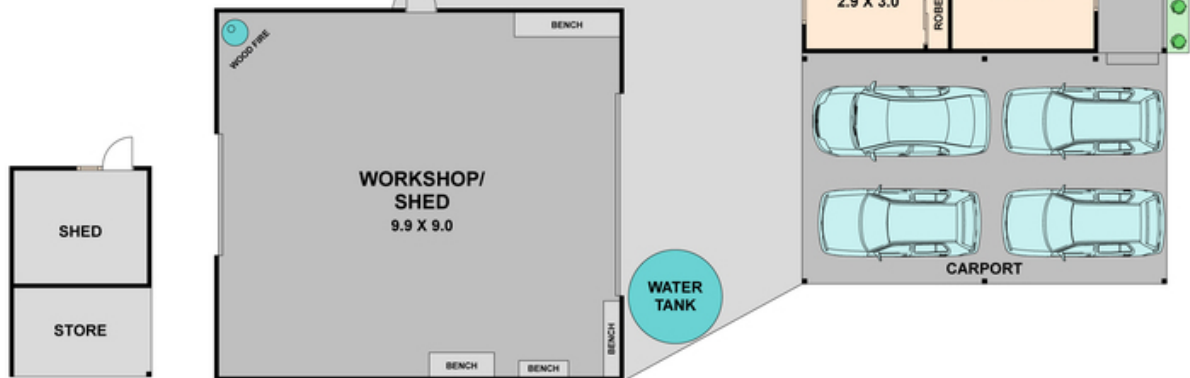 2.9 X 3.0
ROBE
BENCH
WOOD FIRE
WORKSHOP/
SHED
9.9 X 9.0
SHED
STORE
WATER
TANK
CARPORT
BENCH
BENCH
BENCH